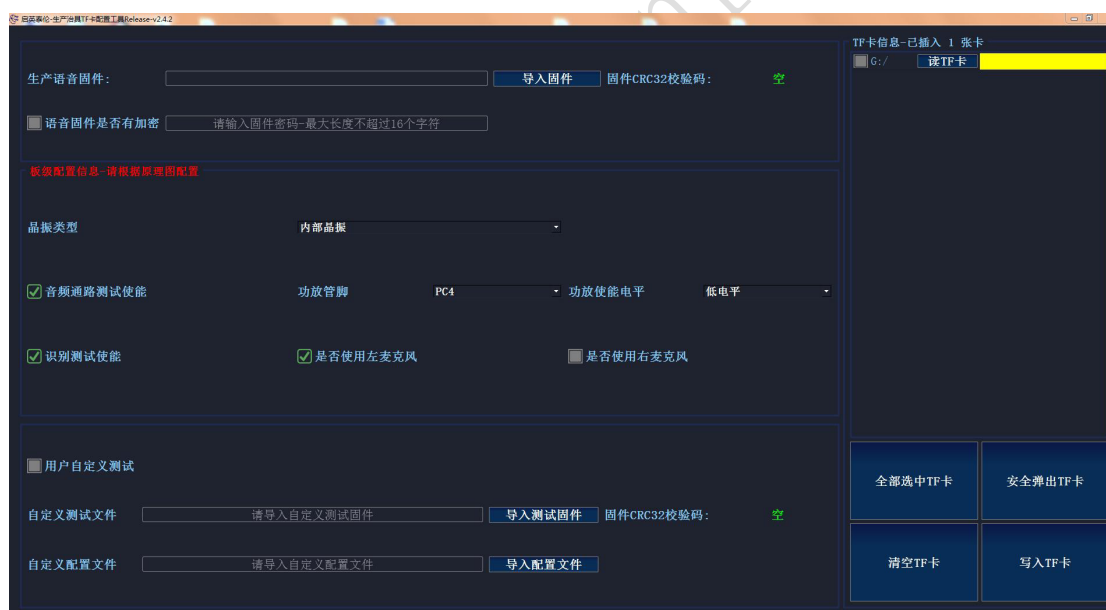 启英泰伦-生产治具TF卡配置工具Release-v2.4.2
生产语音固件:
导入固件
固件CRC32校验码:
空
语音固件是否有加密
请输入固件密码-最大长度不超过16个字符
板级配置信息-请根据原理图配置
晶振类型
内部晶振
音频通路测试使能
功放管脚
PC4
功放使能电平
低电平
识别测试使能
是否使用左麦克风
是否使用右麦克风
用户自定义测试
自定义测试文件
请导入自定义测试固件
导入测试固件
固件CRC32校验码:
空
自定义配置文件
请导入自定义配置文件
导入配置文件
TF卡信息-已插入 1 张卡
G:/
读TF卡
全部选中TF卡
安全弹出TF卡
清空TF卡
写入TF卡